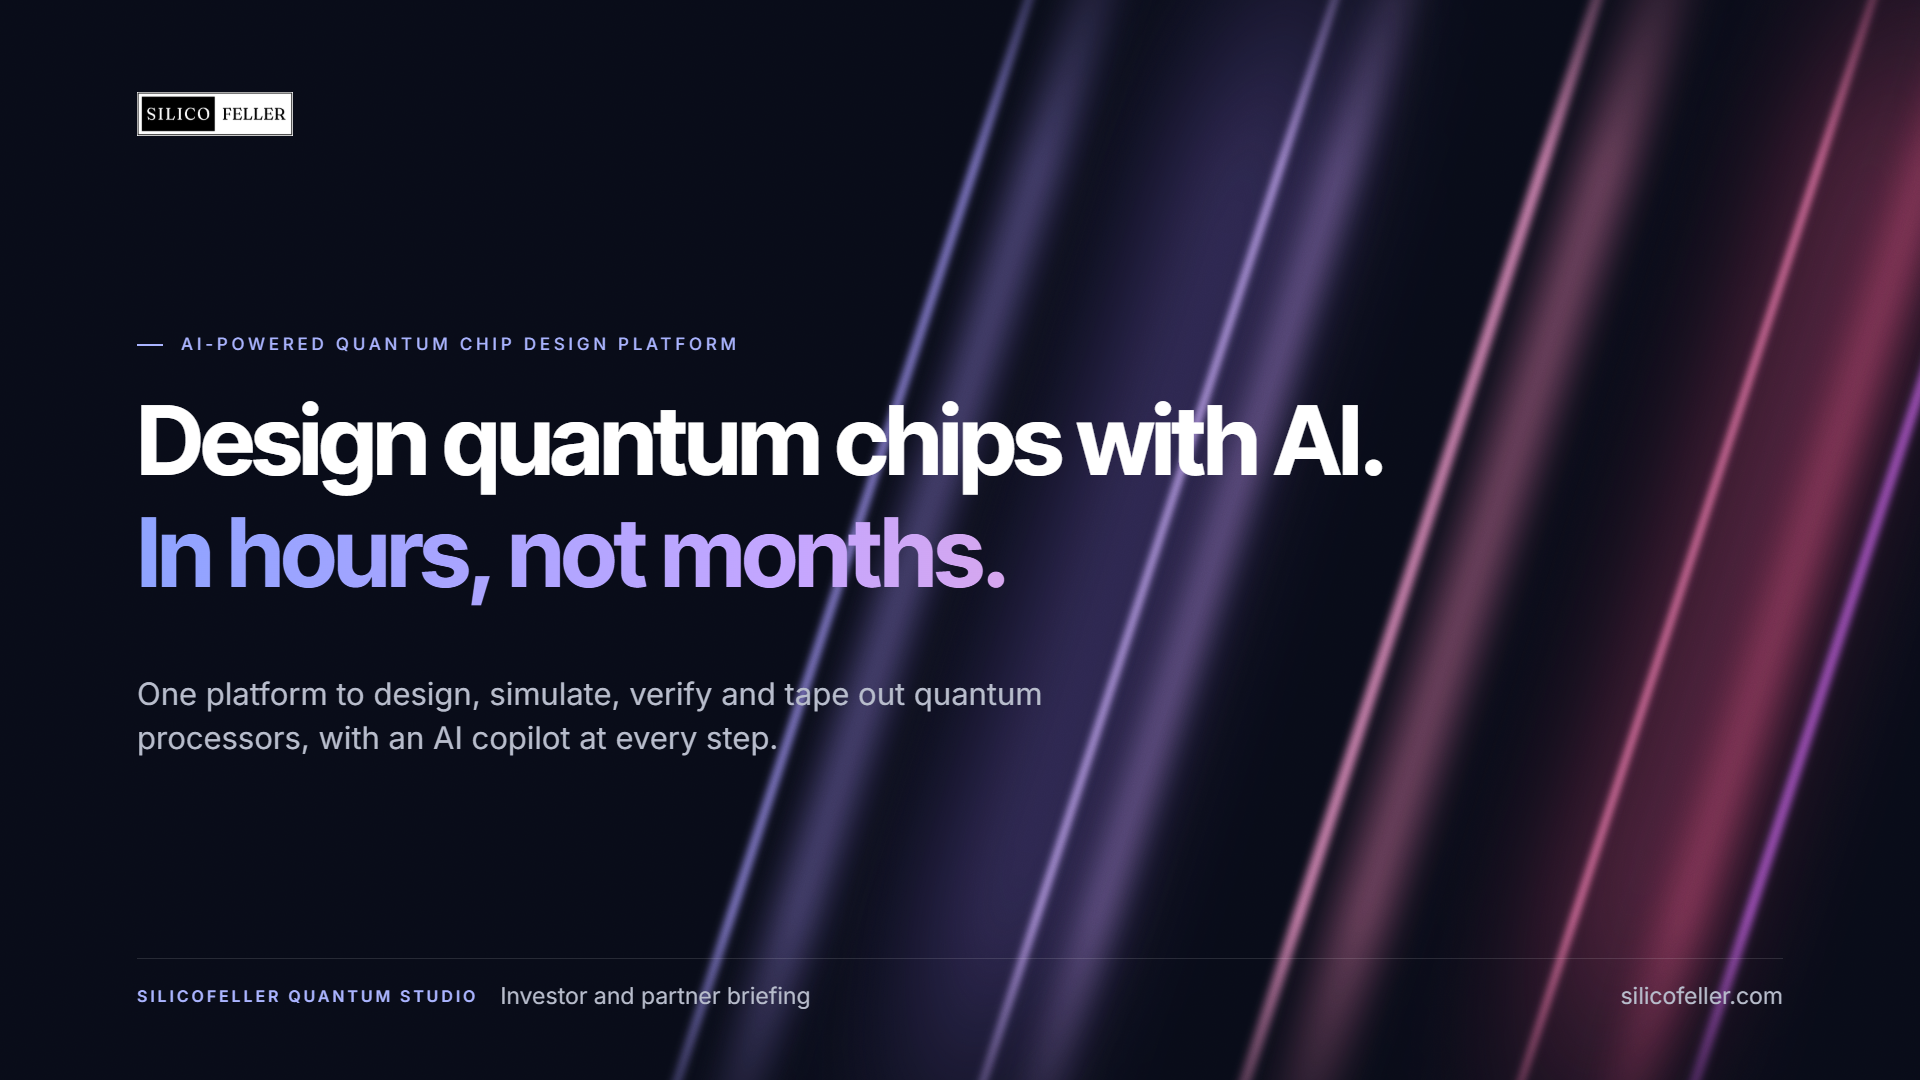 SILICO FELLER
AI-POWERED QUANTUM CHIP DESIGN PLATFORM
Design quantum chips with AI.
In hours, not months.
One platform to design, simulate, verify and tape out quantum
processors, with an AI copilot at every step.
SILICOFELLER QUANTUM STUDIO Investor and partner briefing silicofeller.com